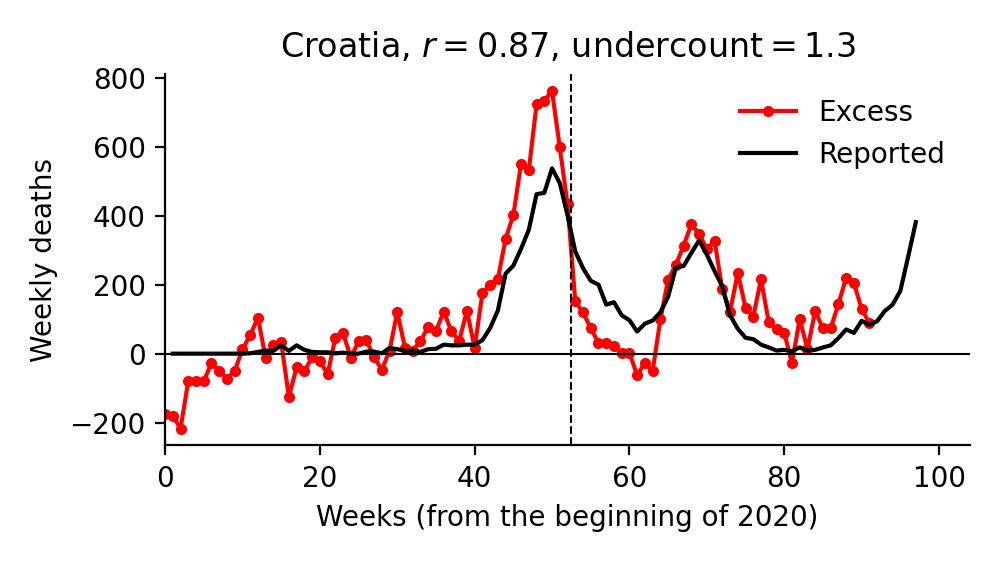 Croatia, r = 0.87, undercount = 1.3
Excess
Reported
Weekly deaths
800
600
400
200
0
−200
0 20 40 60 80 100
Weeks (from the beginning of 2020)